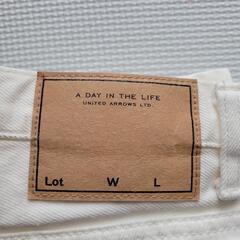 A DAY IN THE LIFE
UNITED ARROWS LTD.
Lot W L